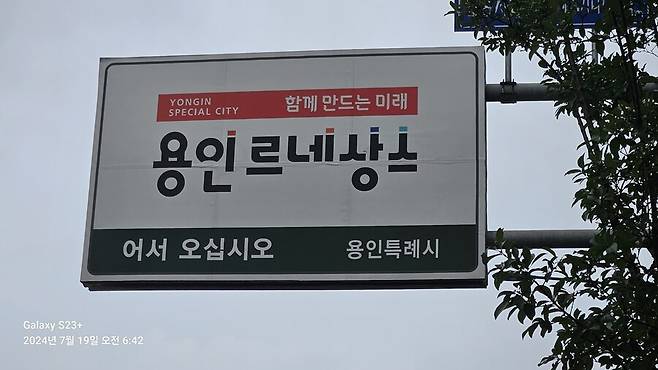 YONGIN
SPECIAL CITY
함께 만드는 미래
용인 르네상스
어서 오십시오
용인특례시
Galaxy S23+
2024년 7월 19일 오전 6:42